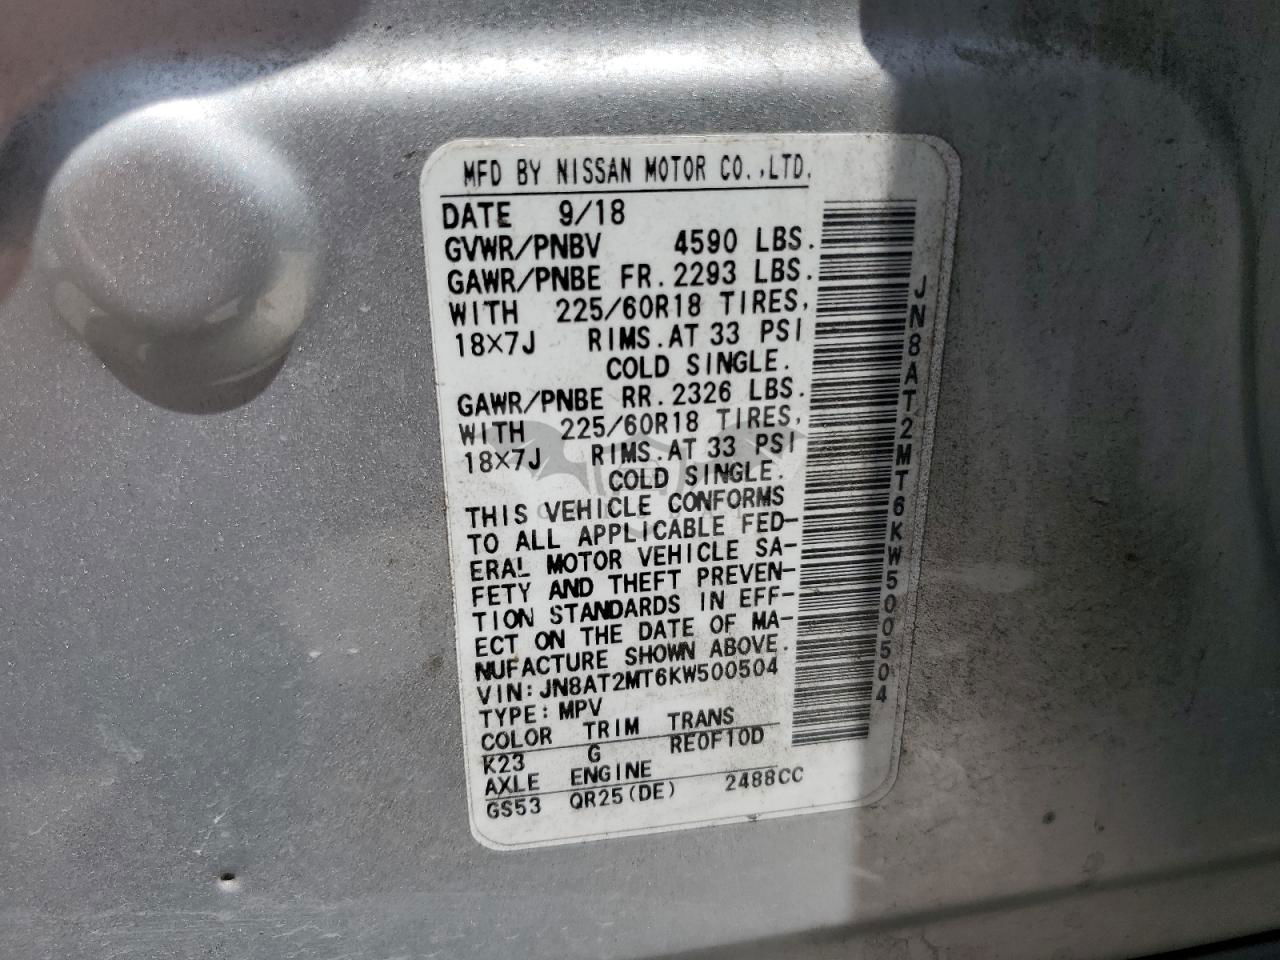 MFD BY NISSAN MOTOR CO.,LTD.
DATE 9/18
GVWR/PNBV 4590 LBS.
GAWR/PNBE FR. 2293 LBS.
WITH 225/60R18 TIRES,
18×7J RIMS. AT 33 PSI
COLD SINGLE.
GAWR/PNBE RR. 2326 LBS.
WITH 225/60R18 TIRES,
18×7J RIMS. AT 33 PSI
COLD SINGLE.
THIS VEHICLE CONFORMS
TO ALL APPLICABLE FED-
ERAL MOTOR VEHICLE SA-
FETY AND THEFT PREVEN-
TION STANDARDS IN EFF-
ECT ON THE DATE OF MA-
NUFACTURE SHOWN ABOVE.
VIN: JN8AT2MT6KW500504
TYPE: MPV
COLOR TRIM TRANS
K23 G RE0F10D
AXLE ENGINE
GS53 QR25(DE) 2488CC
JN8AT2MT6KW500504